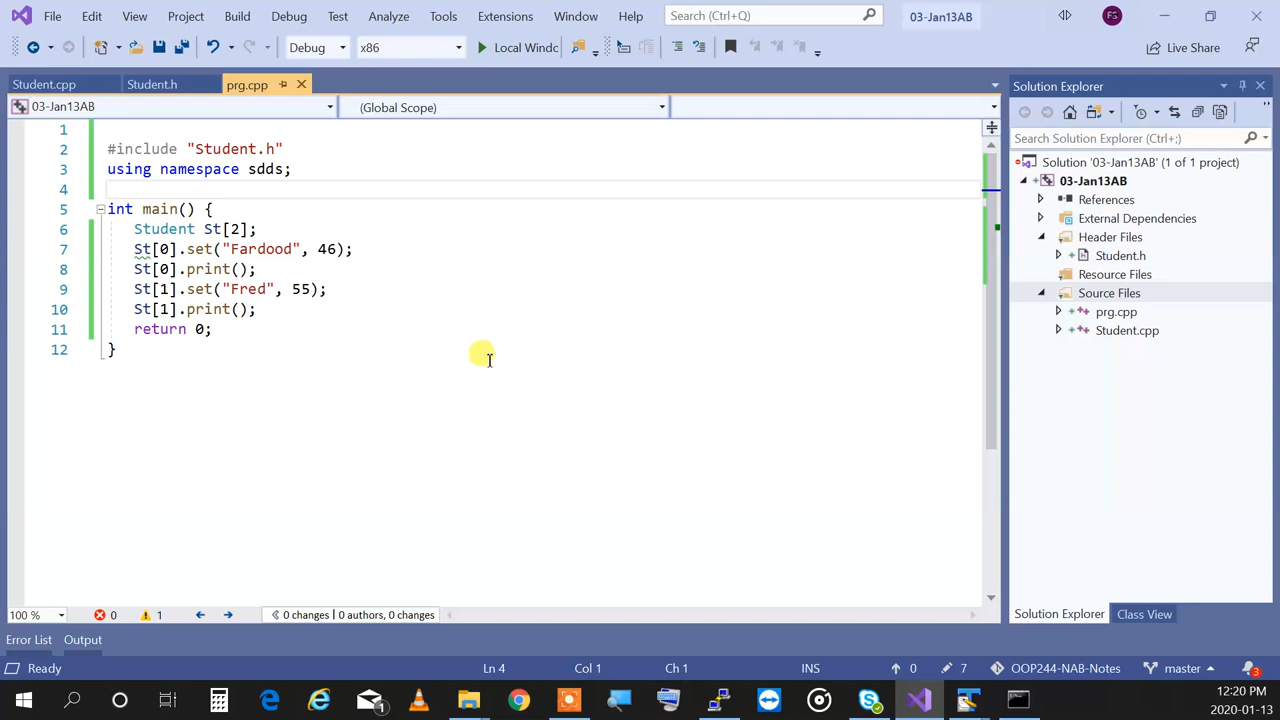 File Edit View Project Build Debug Test Analyze Tools Extensions Window Help Search (Ctrl+Q) 03-Jan13AB FS
Debug x86 Local Windc Live Share
Student.cpp Student.h prg.cpp
Solution Explorer
03-Jan13AB (Global Scope)
Search Solution Explorer (Ctrl+;)
Solution '03-Jan13AB' (1 of 1 project)
03-Jan13AB
References
External Dependencies
Header Files
Student.h
Resource Files
Source Files
prg.cpp
Student.cpp
1
2 #include "Student.h"
3 using namespace sdds;
4
5 int main() {
6 Student St[2];
7 St[0].set("Fardood", 46);
8 St[0].print();
9 St[1].set("Fred", 55);
10 St[1].print();
11 return 0;
12 }
100 % 0 1 0 changes | 0 authors, 0 changes
Solution Explorer Class View
Error List Output
Ready Ln 4 Col 1 Ch 1 INS 0 7 OOP244-NAB-Notes master 3
1
12:20 PM
2020-01-13